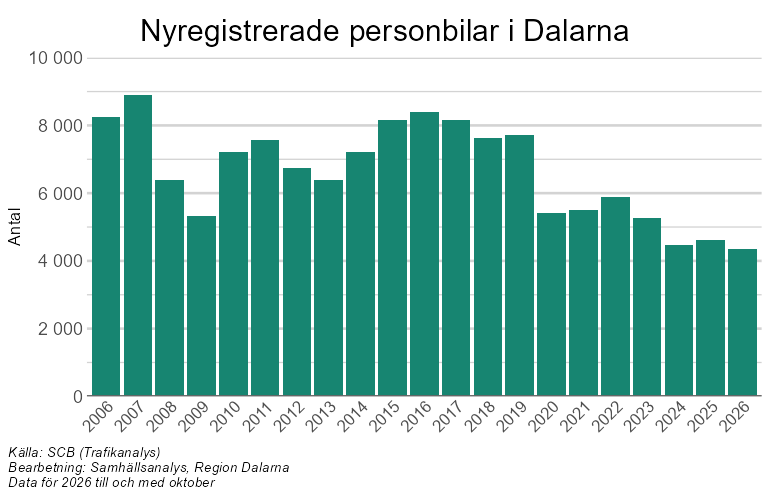 Nyregistrerade personbilar i Dalarna
10 000
8 000
6 000
4 000
2 000
0
Antal
2006 2007 2008 2009 2010 2011 2012 2013 2014 2015 2016 2017 2018 2019 2020 2021 2022 2023 2024 2025 2026
Källa: SCB (Trafikanalys)
Bearbetning: Samhällsanalys, Region Dalarna
Data för 2026 till och med oktober